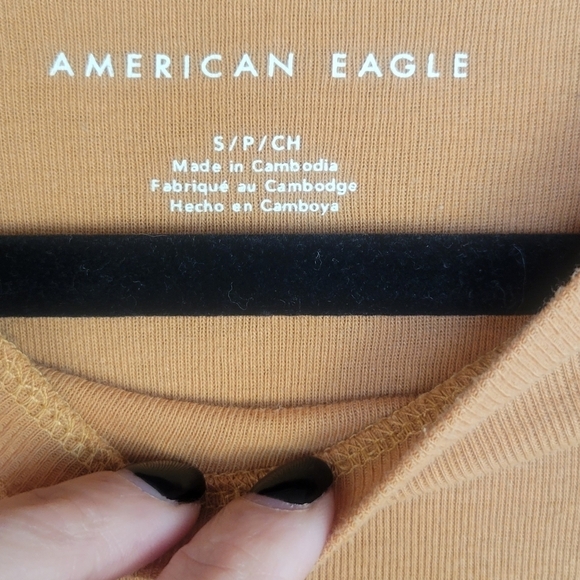 AMERICAN EAGLE
S/P/CH
Made in Cambodia
Fabriqué au Cambodge
Hecho en Camboya